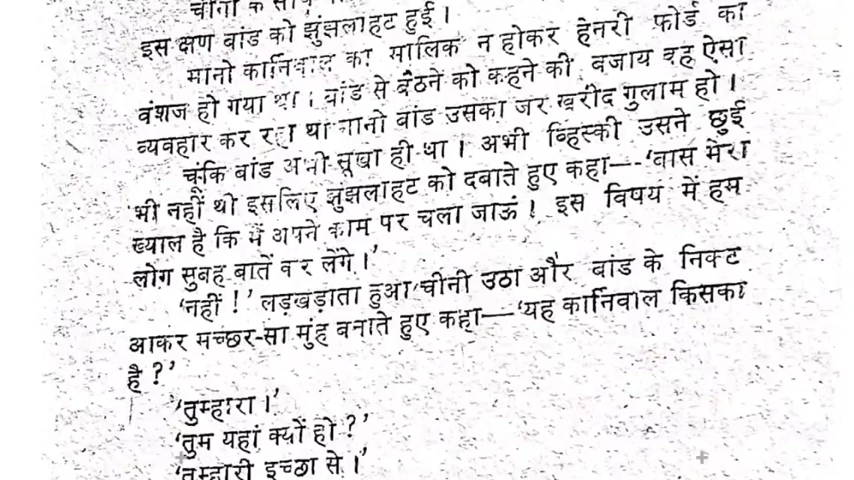 चीनी के साथ
इस क्षण बांड को झुंझलाहट हुई ।
मानो कार्निवाल का मालिक न होकर हेनरी फोर्ड का
वंशज हो गया था । बांड से बैठने को कहने की बजाय वह ऐसा
व्यवहार कर रहा था मानो बांड उसका जर खरीद गुलाम हो ।
चूंकि बांड अभी सूखा ही था । अभी व्हिस्की उसने छुई
भी नहीं थी इसलिए झुंझलाहट को दबाते हुए कहा—‘बास मेरा
ख्याल है कि मैं अपने काम पर चला जाऊं ! इस विषय में हम
लोग सुबह बातें कर लेंगे ।’
‘नहीं !’ लड़खड़ाता हुआ चीनी उठा और बांड के निकट
आकर मच्छर-सा मुंह बनाते हुए कहा—‘यह कार्निवाल किसका
है ?’
‘तुम्हारा ।’
‘तुम यहां क्यों हो ?’
‘तुम्हारी इच्छा से ।’